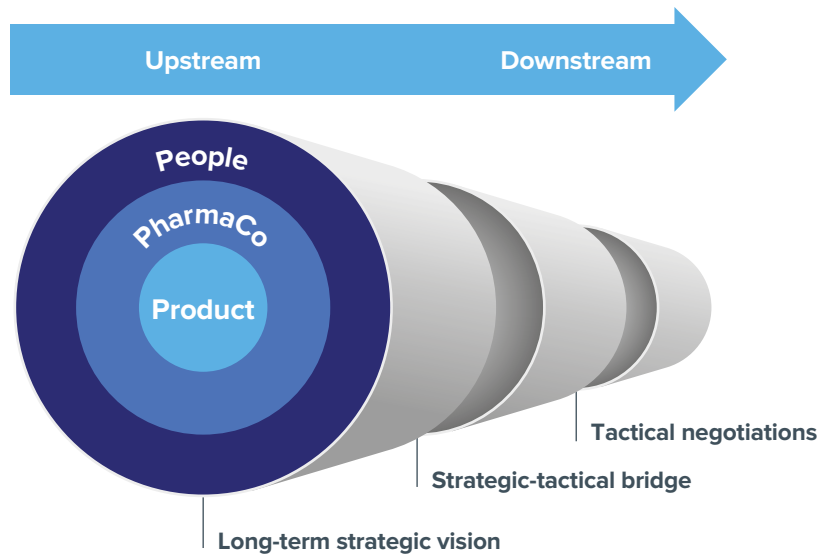 Upstream
Downstream
People
PharmaCo
Product
Tactical negotiations
Strategic-tactical bridge
Long-term strategic vision